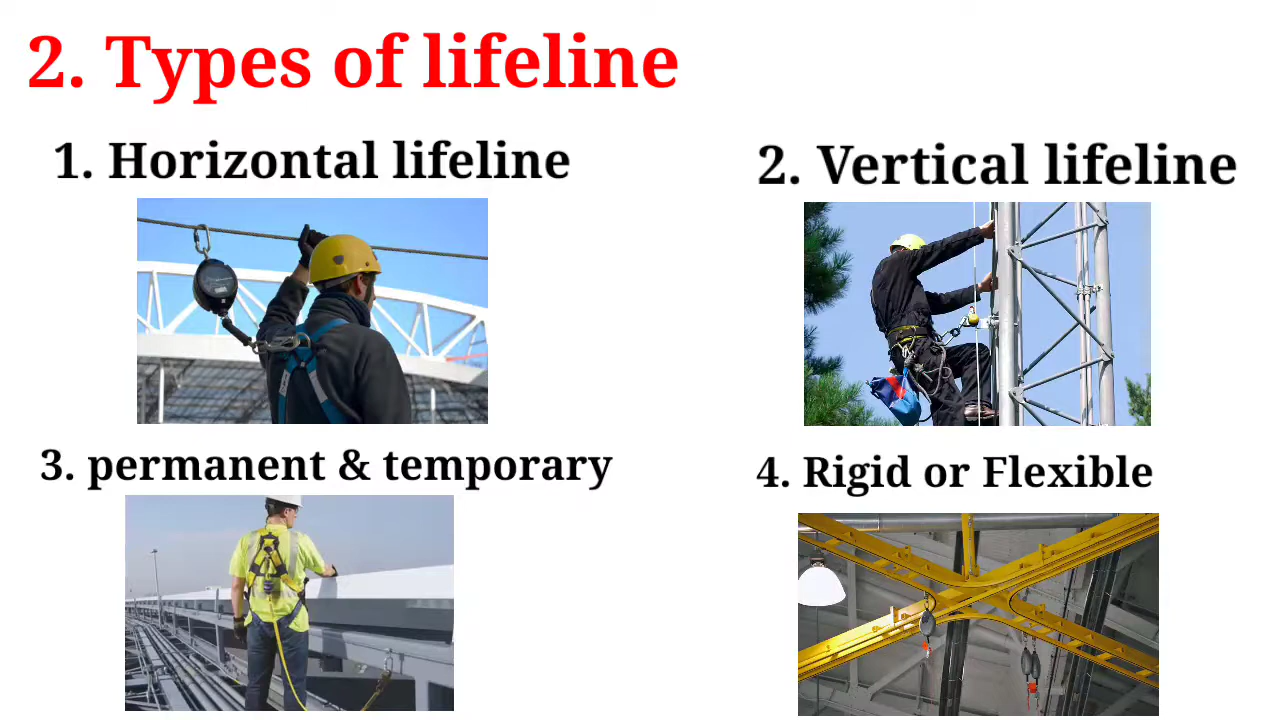 2. Types of lifeline
1. Horizontal lifeline
2. Vertical lifeline
3. permanent & temporary
4. Rigid or Flexible